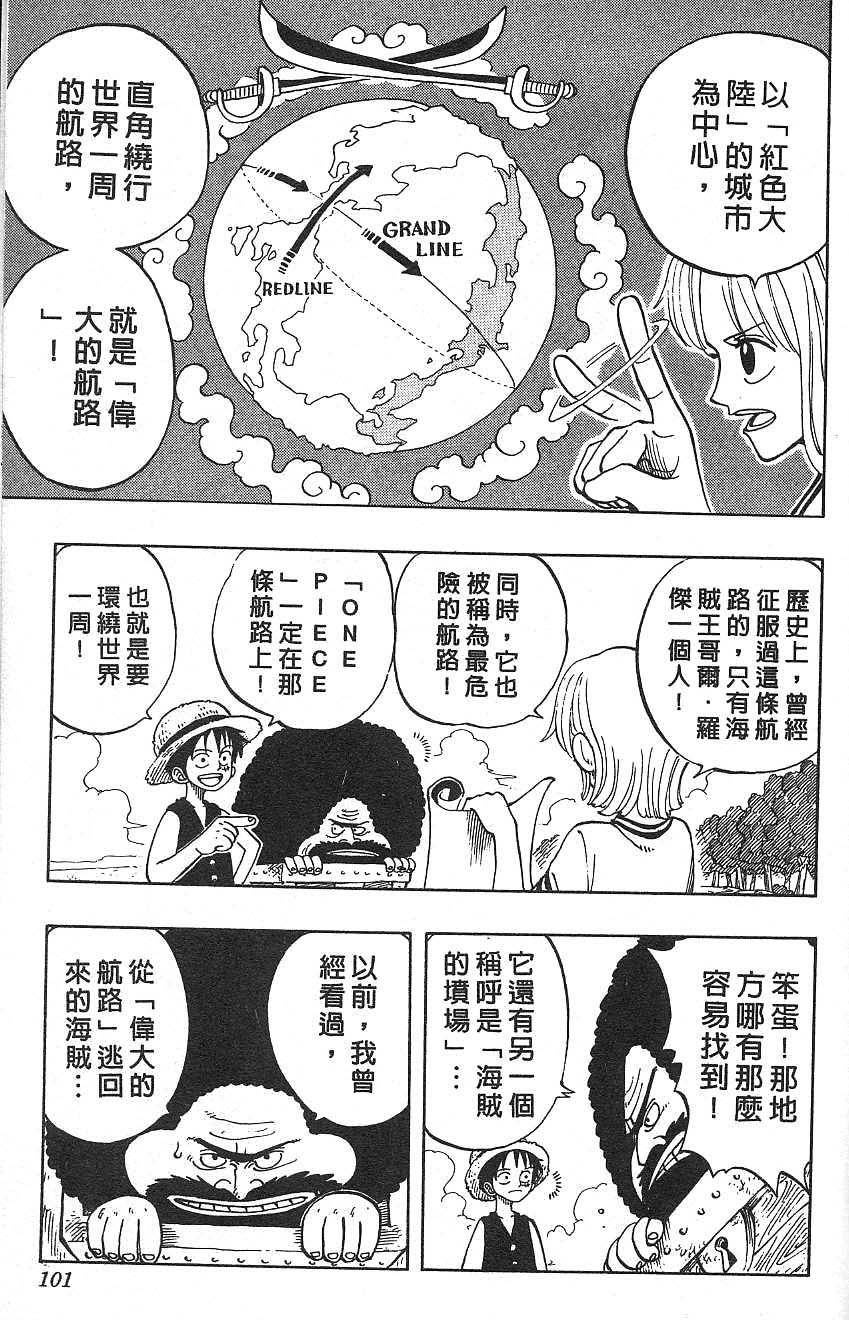 以「紅色大
陸」的城市
為中心，
直角繞行
世界一周
的航路，
就是「偉
大的航路
」！
GRAND
LINE
REDLINE
歷史上，曾經
征服過這條航
路的，只有海
賊王哥爾．羅
傑一個人！
同時，它也
被稱為最危
險的航路！
「ONE
PIECE
」一定在那
條航路上！
也就是要
環繞世界
一周！
笨蛋！那地
方哪有那麼
容易找到！
它還有另一個
稱呼是「海賊
的墳場」…
以前，我曾
經看過，
從「偉大的
航路」逃回
來的海賊…
101